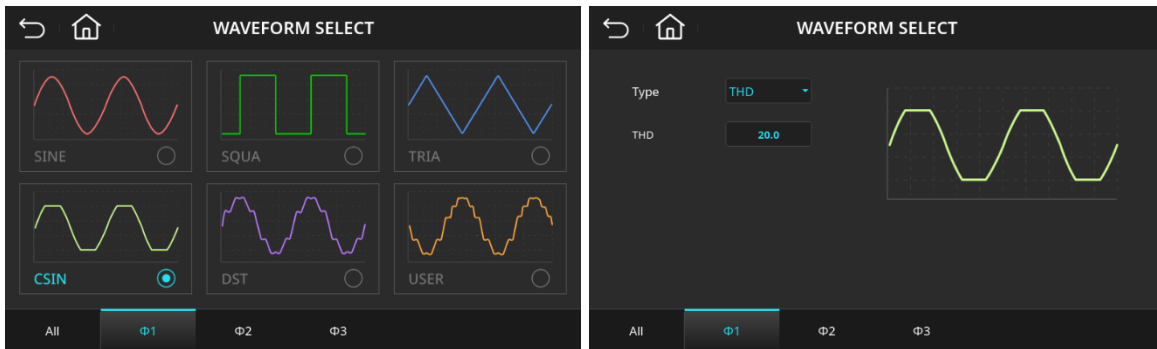 WAVEFORM SELECT
SINE
SQUA
TRIA
CSIN
DST
USER
All Φ1 Φ2 Φ3
WAVEFORM SELECT
Type THD
THD 20.0
All Φ1 Φ2 Φ3